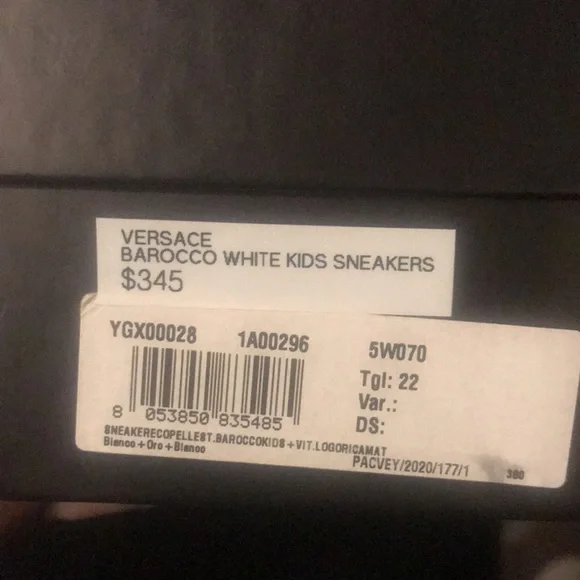 VERSACE
BAROCCO WHITE KIDS SNEAKERS
$345
YGX00028 1A00296 5W070
Tgl: 22
Var.:
DS:
8 053850 835485
SNEAKERECOPELLEST.BAROCCOKIDS+VIT.LOGORICAMAT
Bianco+Oro+Bianco
PACVEY/2020/177/1 360